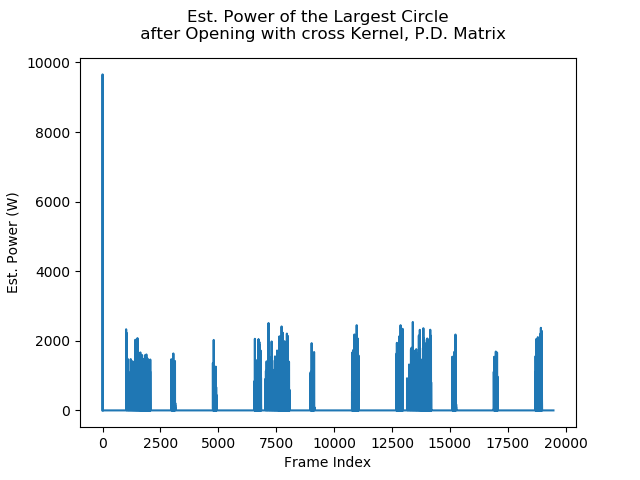 Est. Power of the Largest Circle
after Opening with cross Kernel, P.D. Matrix
10000
8000
6000
4000
2000
0
Est. Power (W)
0 2500 5000 7500 10000 12500 15000 17500 20000
Frame Index